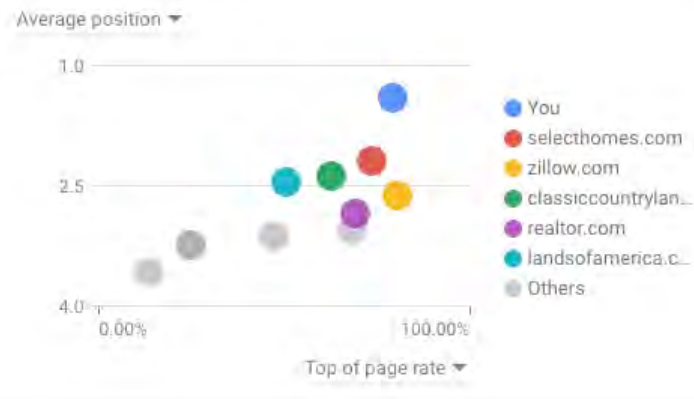 Average position
1.0
2.5
4.0
0.00%
100.00%
Top of page rate
You
selecthomes.com
zillow.com
classiccountrylan...
realtor.com
landsofamerica.c...
Others